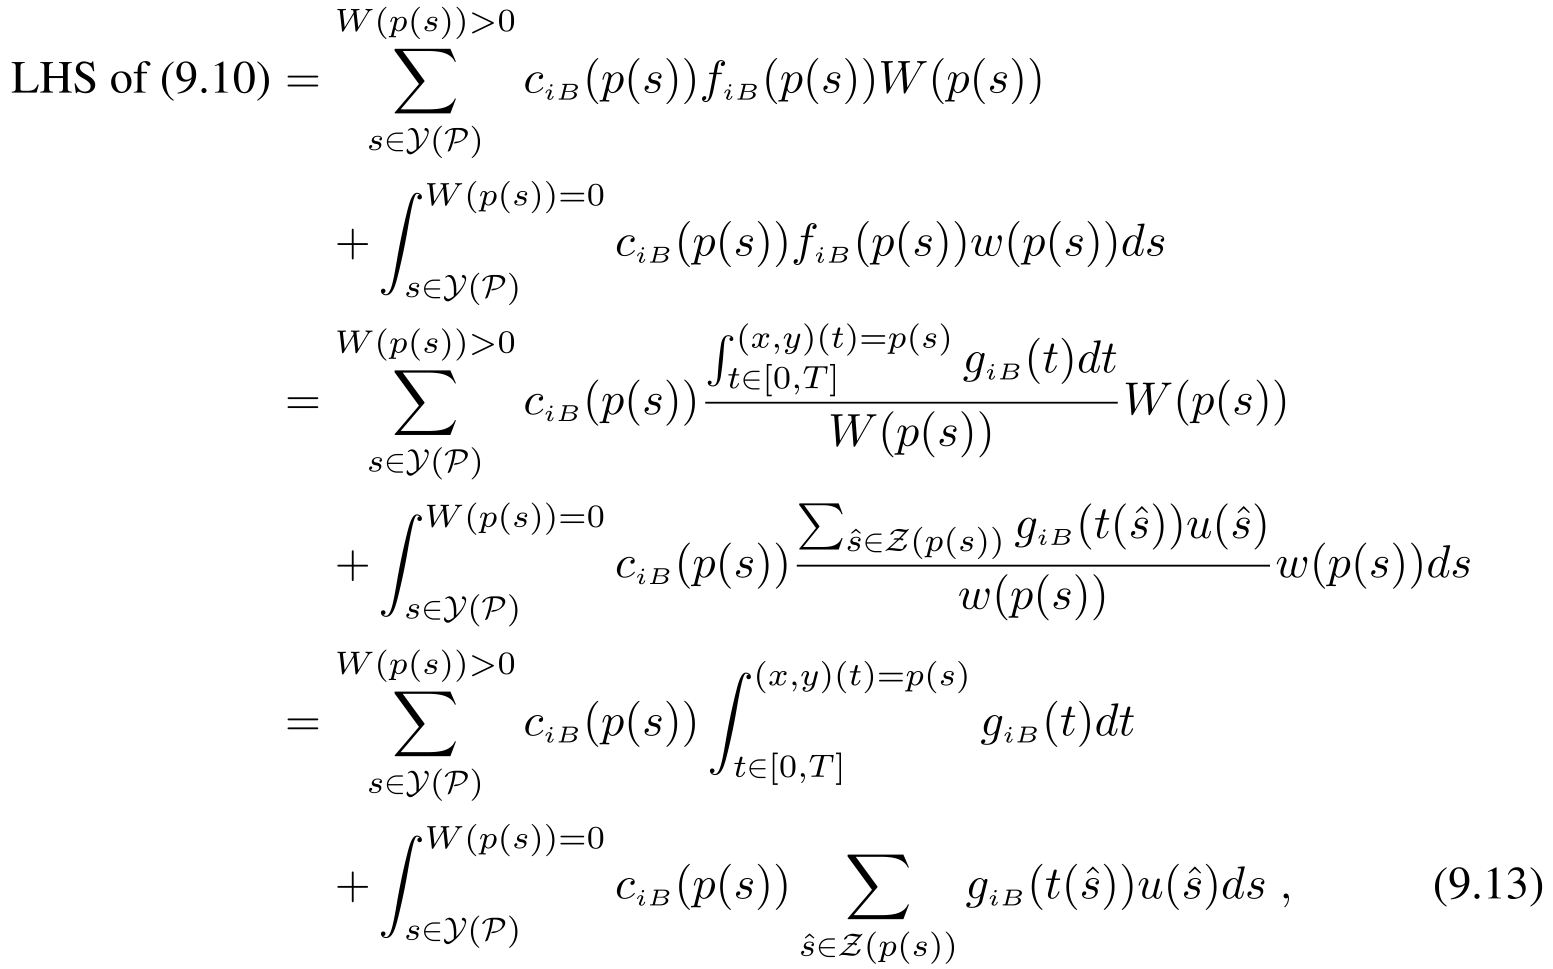 LHS of (9.10) = \sum_{s \in \mathcal{Y}(\mathcal{P})}^{W(p(s))>0} c_{iB}(p(s)) f_{iB}(p(s)) W(p(s))
+ \int_{s \in \mathcal{Y}(\mathcal{P})}^{W(p(s))=0} c_{iB}(p(s)) f_{iB}(p(s)) w(p(s)) ds
= \sum_{s \in \mathcal{Y}(\mathcal{P})}^{W(p(s))>0} c_{iB}(p(s)) \frac{\int_{t \in [0,T]}^{(x,y)(t)=p(s)} g_{iB}(t) dt}{W(p(s))} W(p(s))
+ \int_{s \in \mathcal{Y}(\mathcal{P})}^{W(p(s))=0} c_{iB}(p(s)) \frac{\sum_{\hat{s} \in \mathcal{Z}(p(s))} g_{iB}(t(\hat{s})) u(\hat{s})}{w(p(s))} w(p(s)) ds
= \sum_{s \in \mathcal{Y}(\mathcal{P})}^{W(p(s))>0} c_{iB}(p(s)) \int_{t \in [0,T]}^{(x,y)(t)=p(s)} g_{iB}(t) dt
+ \int_{s \in \mathcal{Y}(\mathcal{P})}^{W(p(s))=0} c_{iB}(p(s)) \sum_{\hat{s} \in \mathcal{Z}(p(s))} g_{iB}(t(\hat{s})) u(\hat{s}) ds , (9.13)